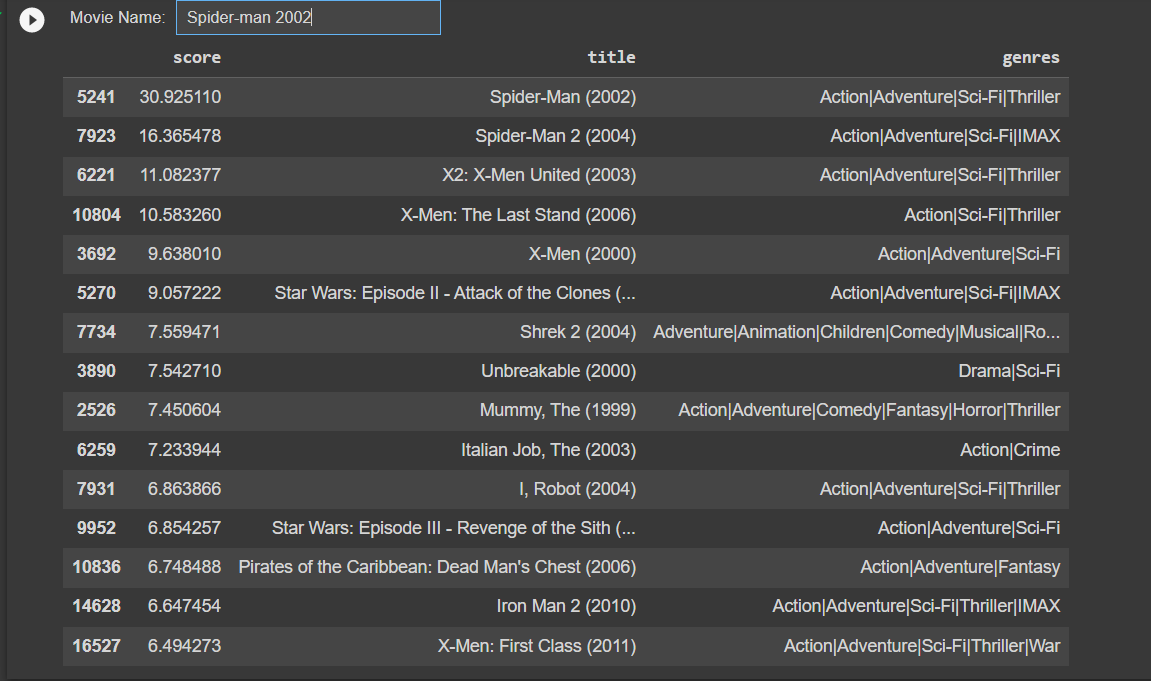 Movie Name: Spider-man 2002
score title genres
5241 30.925110 Spider-Man (2002) Action|Adventure|Sci-Fi|Thriller
7923 16.365478 Spider-Man 2 (2004) Action|Adventure|Sci-Fi|IMAX
6221 11.082377 X2: X-Men United (2003) Action|Adventure|Sci-Fi|Thriller
10804 10.583260 X-Men: The Last Stand (2006) Action|Sci-Fi|Thriller
3692 9.638010 X-Men (2000) Action|Adventure|Sci-Fi
5270 9.057222 Star Wars: Episode II - Attack of the Clones (... Action|Adventure|Sci-Fi|IMAX
7734 7.559471 Shrek 2 (2004) Adventure|Animation|Children|Comedy|Musical|Ro...
3890 7.542710 Unbreakable (2000) Drama|Sci-Fi
2526 7.450604 Mummy, The (1999) Action|Adventure|Comedy|Fantasy|Horror|Thriller
6259 7.233944 Italian Job, The (2003) Action|Crime
7931 6.863866 I, Robot (2004) Action|Adventure|Sci-Fi|Thriller
9952 6.854257 Star Wars: Episode III - Revenge of the Sith (... Action|Adventure|Sci-Fi
10836 6.748488 Pirates of the Caribbean: Dead Man's Chest (2006) Action|Adventure|Fantasy
14628 6.647454 Iron Man 2 (2010) Action|Adventure|Sci-Fi|Thriller|IMAX
16527 6.494273 X-Men: First Class (2011) Action|Adventure|Sci-Fi|Thriller|War